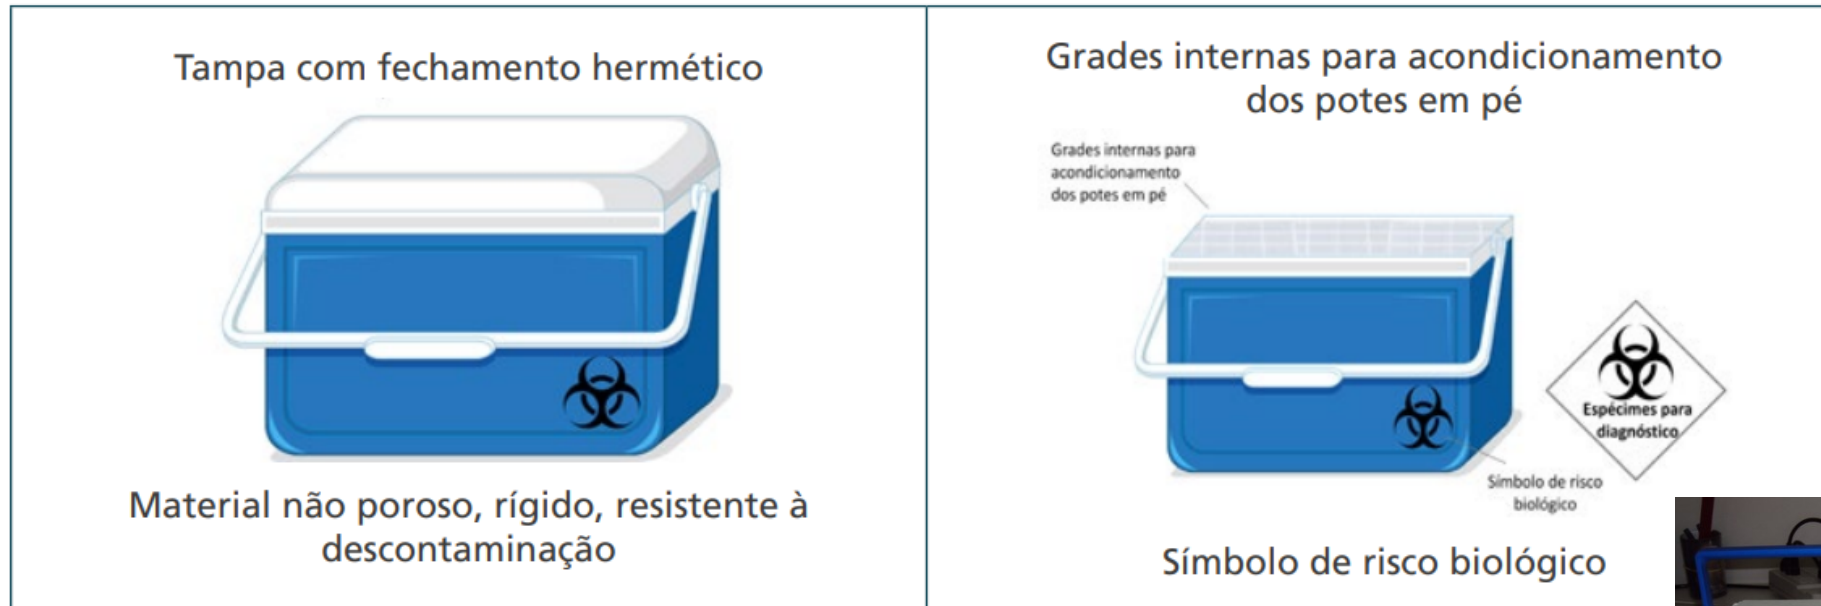 Tampa com fechamento hermético
Material não poroso, rígido, resistente à
descontaminação
Grades internas para acondicionamento
dos potes em pé
Grades internas para
acondicionamento
dos potes em pé
Espécimes para
diagnóstico
Símbolo de risco
biológico
Símbolo de risco biológico